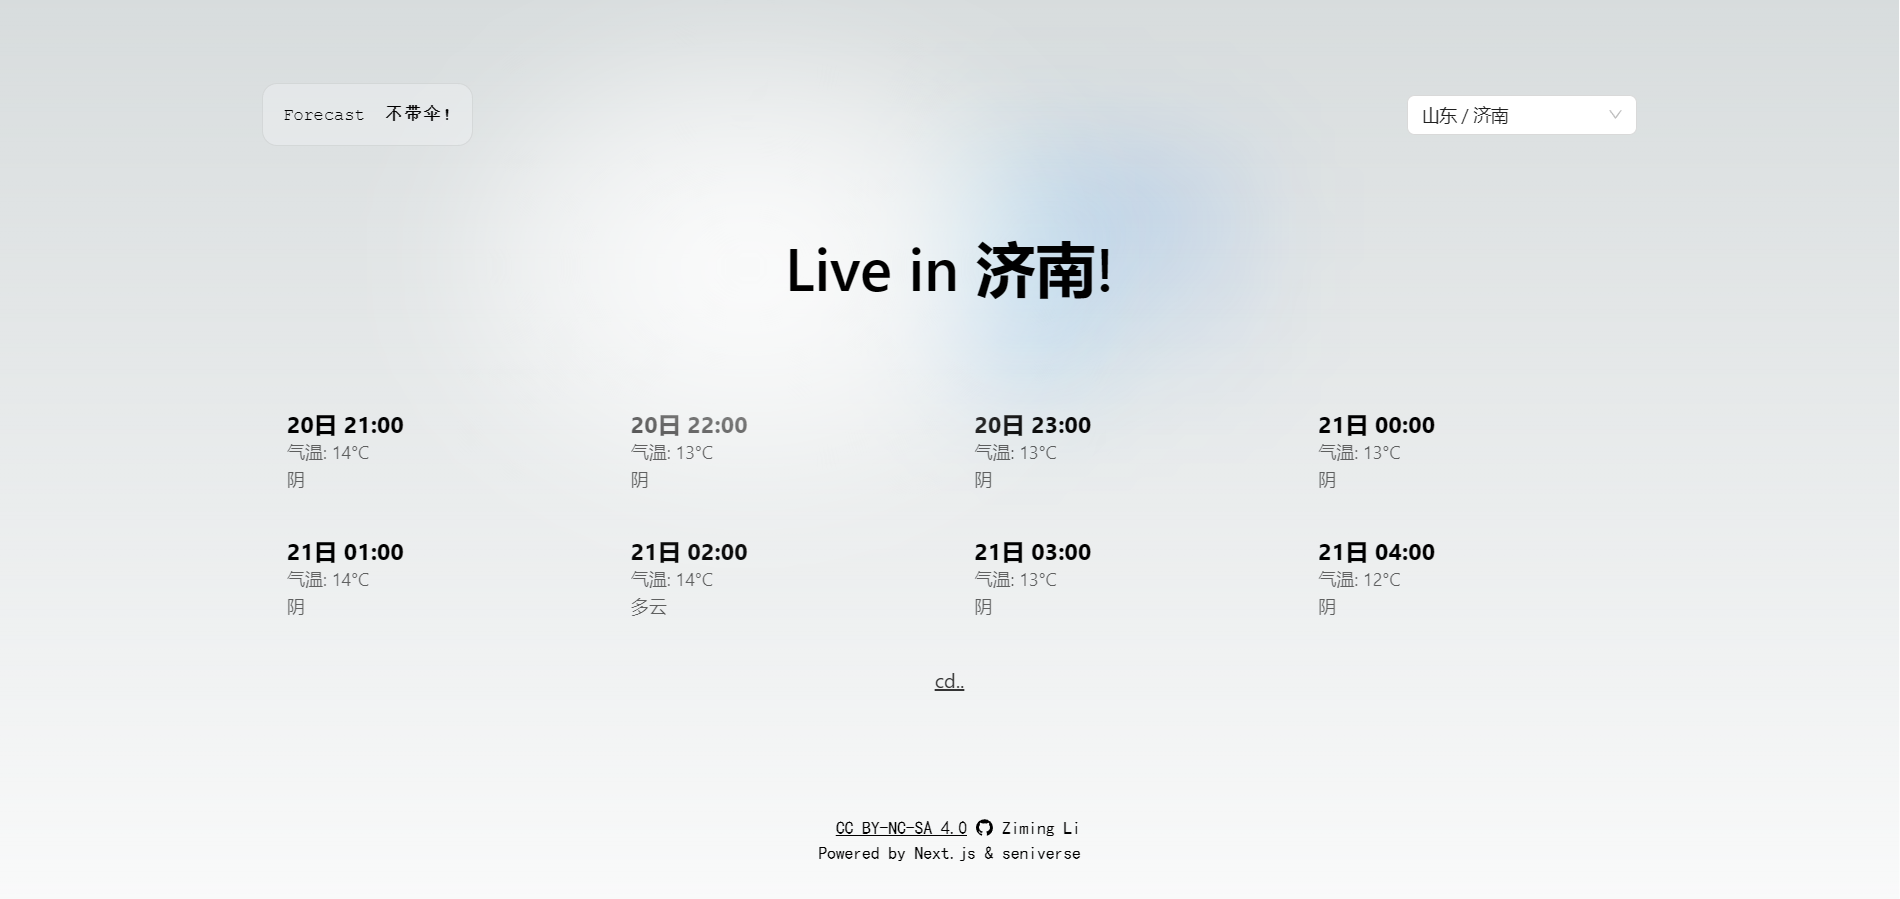 Forecast 不带伞!
山东 / 济南
Live in 济南!
20日 21:00
气温: 14°C
阴
20日 22:00
气温: 13°C
阴
20日 23:00
气温: 13°C
阴
21日 00:00
气温: 13°C
阴
21日 01:00
气温: 14°C
阴
21日 02:00
气温: 14°C
多云
21日 03:00
气温: 13°C
阴
21日 04:00
气温: 12°C
阴
cd..
CC BY-NC-SA 4.0 Ziming Li
Powered by Next.js & seniverse